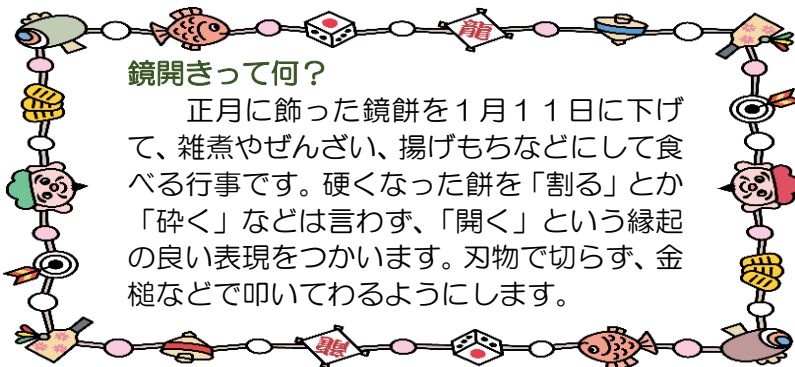 龍
鏡開きって何？
正月に飾った鏡餅を１月１１日に下げ
て、雑煮やぜんざい、揚げもちなどにして食
べる行事です。硬くなった餅を「割る」とか
「砕く」などは言わず、「開く」という縁起
の良い表現をつかいます。刃物で切らず、金
槌などで叩いてわるようにします。
龍